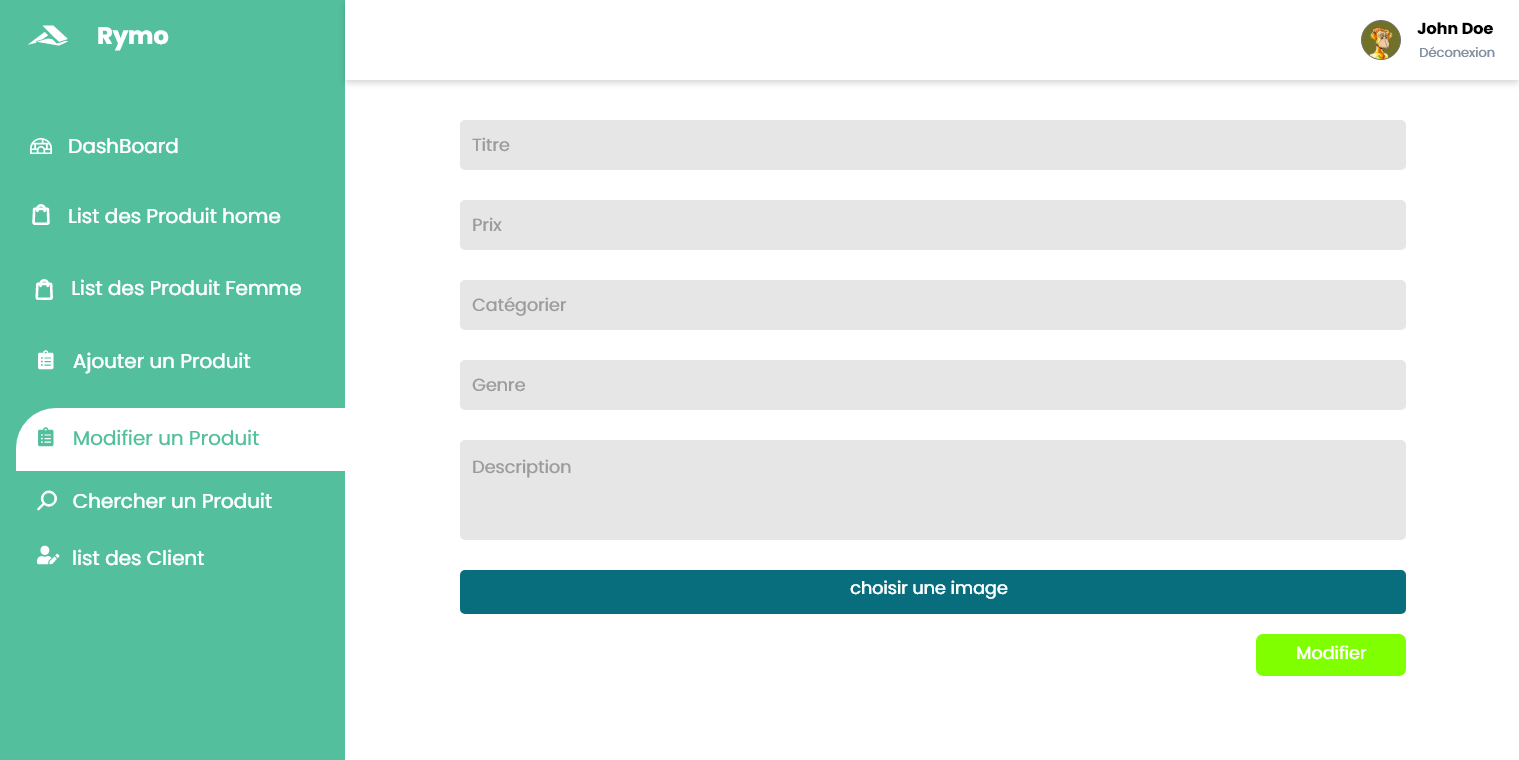 Rymo
John Doe
Déconexion
DashBoard
List des Produit home
List des Produit Femme
Ajouter un Produit
Modifier un Produit
Chercher un Produit
list des Client
Titre
Prix
Catégorier
Genre
Description
choisir une image
Modifier